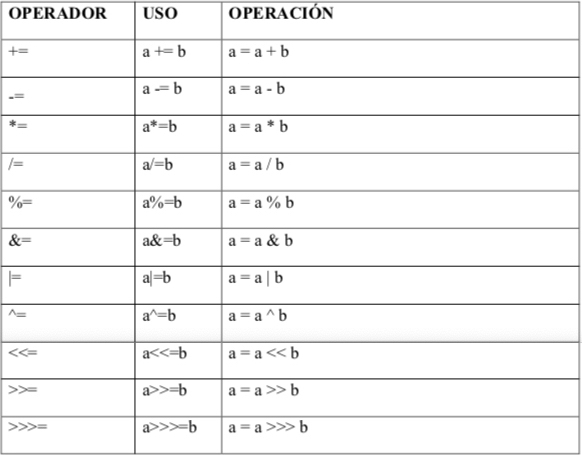 OPERADOR USO OPERACIÓN
+= a += b a = a + b
-= a -= b a = a - b
*= a*=b a = a * b
/= a/=b a = a / b
%= a%=b a = a % b
&= a&=b a = a & b
|= a|=b a = a | b
^= a^=b a = a ^ b
<<= a<<=b a = a << b
>>= a>>=b a = a >> b
>>>= a>>>=b a = a >>> b